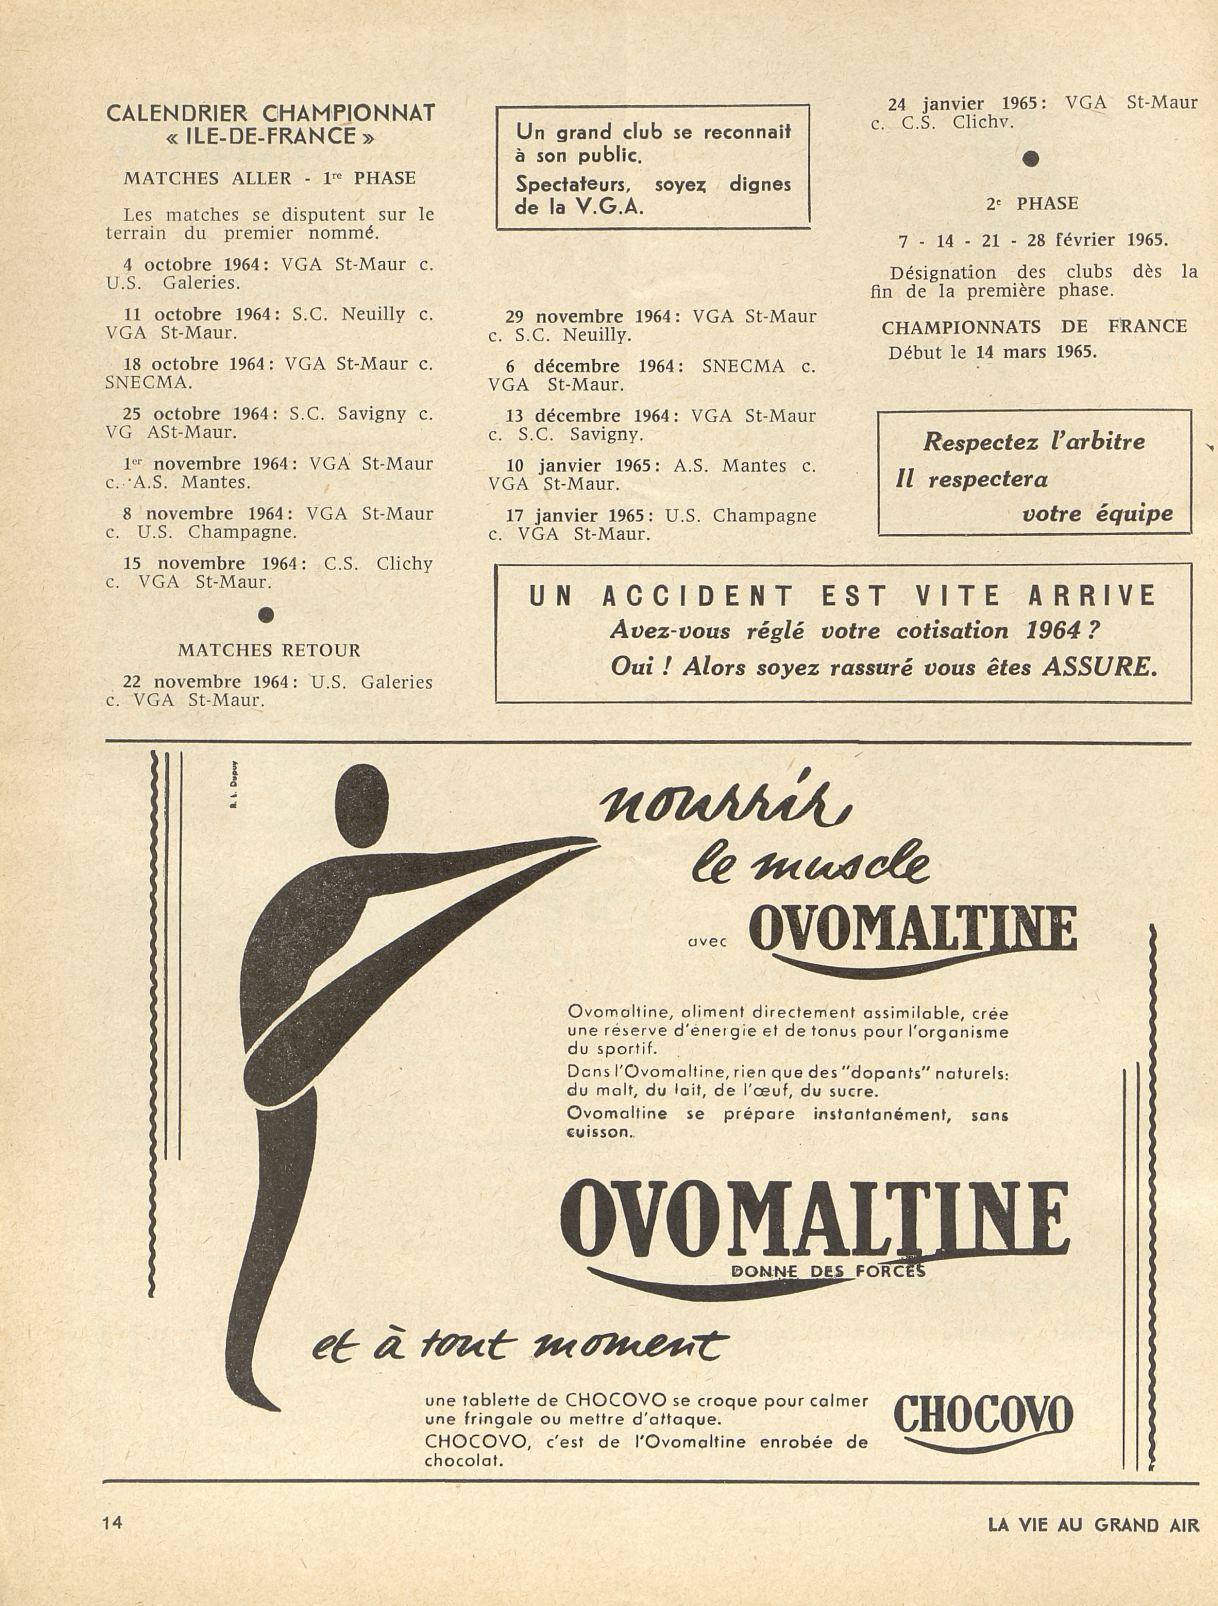 CALENDRIER CHAMPIONNAT
« ILE-DE-FRANCE »
MATCHES ALLER - 1re PHASE
Les matches se disputent sur le
terrain du premier nommé.
4 octobre 1964 : VGA St-Maur c.
U.S. Galeries.
11 octobre 1964 : S.C. Neuilly c.
VGA St-Maur.
18 octobre 1964 : VGA St-Maur c.
SNECMA.
25 octobre 1964 : S.C. Savigny c.
VG ASt-Maur.
1er novembre 1964 : VGA St-Maur
c. A.S. Mantes.
8 novembre 1964 : VGA St-Maur
c. U.S. Champagne.
15 novembre 1964 : C.S. Clichy
c. VGA St-Maur.
●
MATCHES RETOUR
22 novembre 1964 : U.S. Galeries
c. VGA St-Maur.
Un grand club se reconnait
à son public.
Spectateurs, soyez dignes
de la V.G.A.
29 novembre 1964 : VGA St-Maur
c. S.C. Neuilly.
6 décembre 1964 : SNECMA c.
VGA St-Maur.
13 décembre 1964 : VGA St-Maur
c. S.C. Savigny.
10 janvier 1965 : A.S. Mantes c.
VGA St-Maur.
17 janvier 1965 : U.S. Champagne
c. VGA St-Maur.
24 janvier 1965 : VGA St-Maur
c. C.S. Clichv.
●
2e PHASE
7 - 14 - 21 - 28 février 1965.
Désignation des clubs dès la
fin de la première phase.
CHAMPIONNATS DE FRANCE
Début le 14 mars 1965.
Respectez l'arbitre
Il respectera
votre équipe
UN ACCIDENT EST VITE ARRIVE
Avez-vous réglé votre cotisation 1964 ?
Oui ! Alors soyez rassuré vous êtes ASSURE.
R. L. Dupuy
nourrir
le muscle
avec OVOMALTINE
Ovomaltine, aliment directement assimilable, crée
une réserve d'énergie et de tonus pour l'organisme
du sportif.
Dans l'Ovomaltine, rien que des "dopants" naturels:
du malt, du lait, de l'œuf, du sucre.
Ovomaltine se prépare instantanément, sans
cuisson.
OVOMALTINE
DONNE DES FORCES
et à tout moment
une tablette de CHOCOVO se croque pour calmer
une fringale ou mettre d'attaque.
CHOCOVO, c'est de l'Ovomaltine enrobée de
chocolat.
CHOCOVO
14
LA VIE AU GRAND AIR